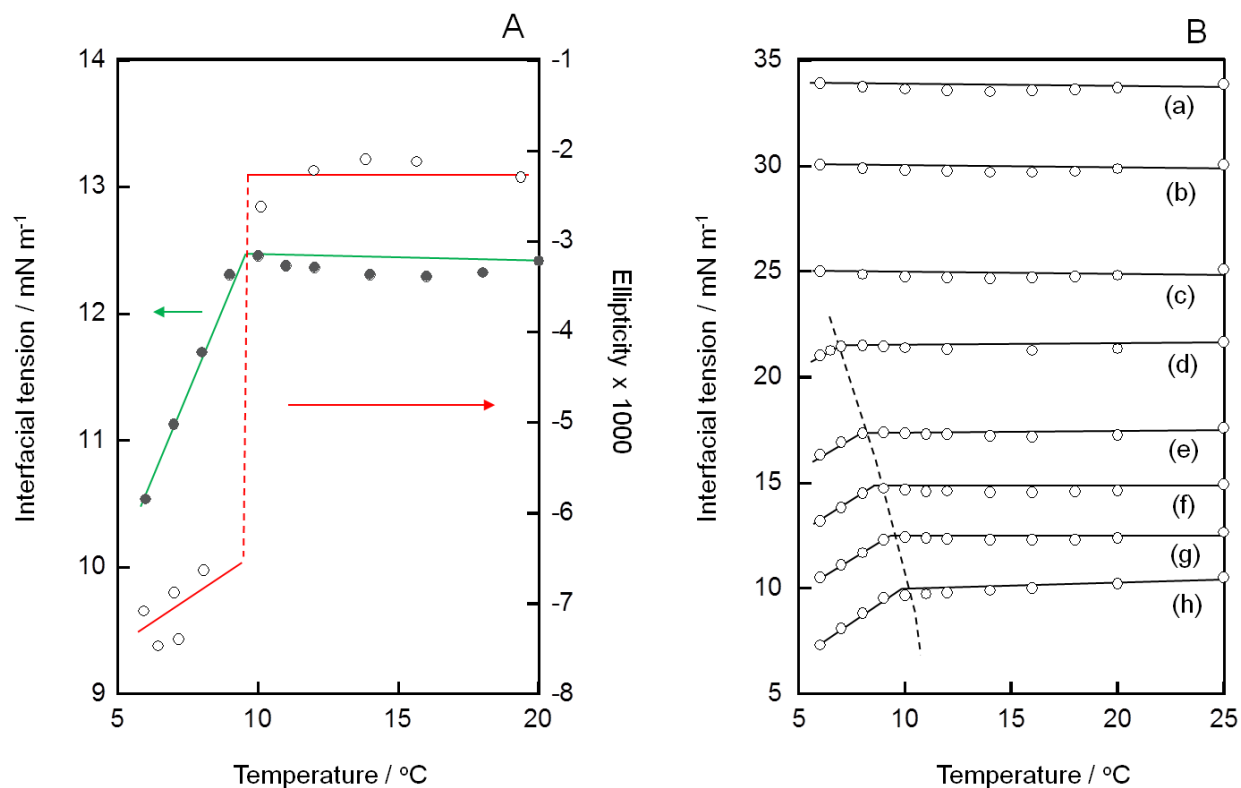 A
14
13
12
11
10
9
Interfacial tension / mN m⁻¹
5
10
15
20
Temperature / °C
-1
-2
-3
-4
-5
-6
-7
-8
Ellipticity x 1000
B
35
30
25
20
15
10
5
Interfacial tension / mN m⁻¹
(a)
(b)
(c)
(d)
(e)
(f)
(g)
(h)
5
10
15
20
25
Temperature / °C